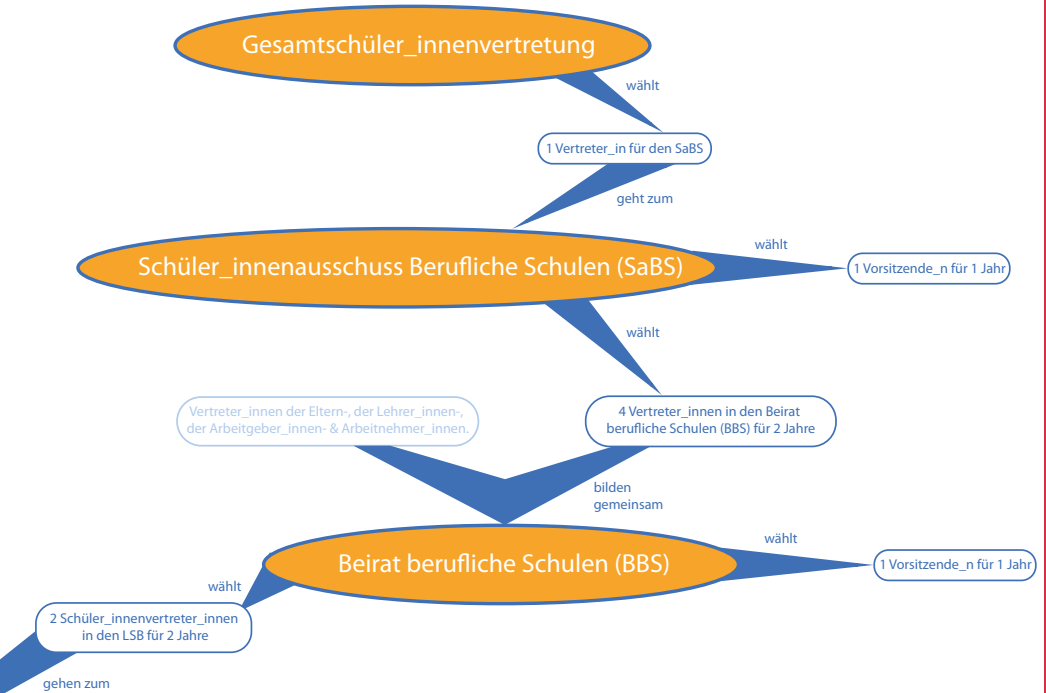 Gesamtschüler_innenvertretung
wählt
1 Vertreter_in für den SaBS
geht zum
Schüler_innenausschuss Berufliche Schulen (SaBS)
wählt
1 Vorsitzende_n für 1 Jahr
wählt
Vertreter_innen der Eltern-, der Lehrer_innen-,
der Arbeitgeber_innen- & Arbeitnehmer_innen.
4 Vertreter_innen in den Beirat
berufliche Schulen (BBS) für 2 Jahre
bilden
gemeinsam
Beirat berufliche Schulen (BBS)
wählt
1 Vorsitzende_n für 1 Jahr
wählt
2 Schüler_innenvertreter_innen
in den LSB für 2 Jahre
gehen zum